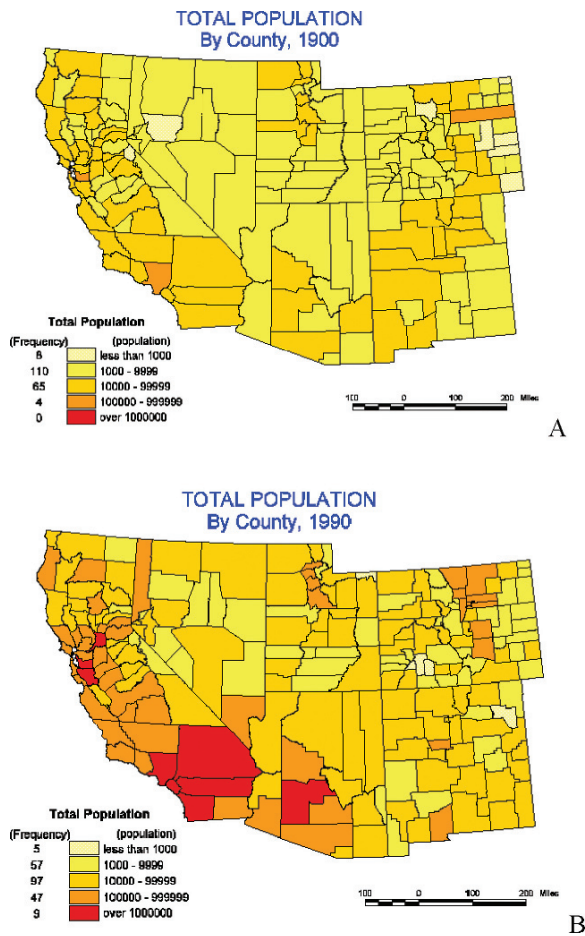 TOTAL POPULATION
By County, 1900
Total Population
(Frequency) (population)
8 less than 1000
110 1000 - 9999
65 10000 - 99999
4 100000 - 999999
0 over 1000000
100 0 100 200 Miles
A
TOTAL POPULATION
By County, 1990
Total Population
(Frequency) (population)
5 less than 1000
57 1000 - 9999
97 10000 - 99999
47 100000 - 999999
9 over 1000000
100 0 100 200 Miles
B